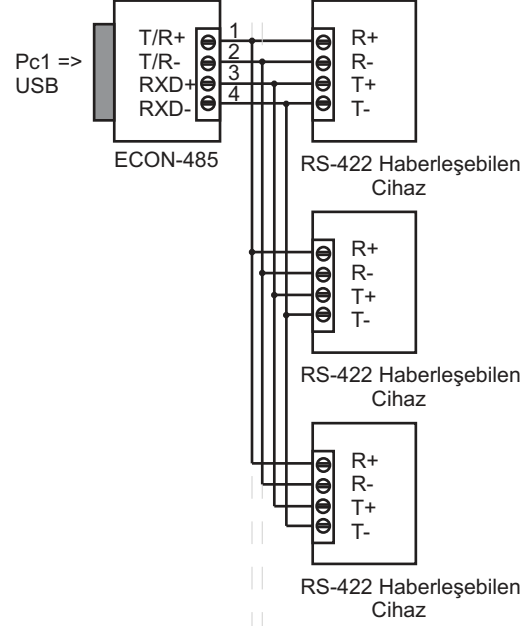 Pc1 =>
USB
T/R+
T/R-
RXD+
RXD-
1
2
3
4
ECON-485
R+
R-
T+
T-
RS-422 Haberleşebilen
Cihaz
R+
R-
T+
T-
RS-422 Haberleşebilen
Cihaz
R+
R-
T+
T-
RS-422 Haberleşebilen
Cihaz